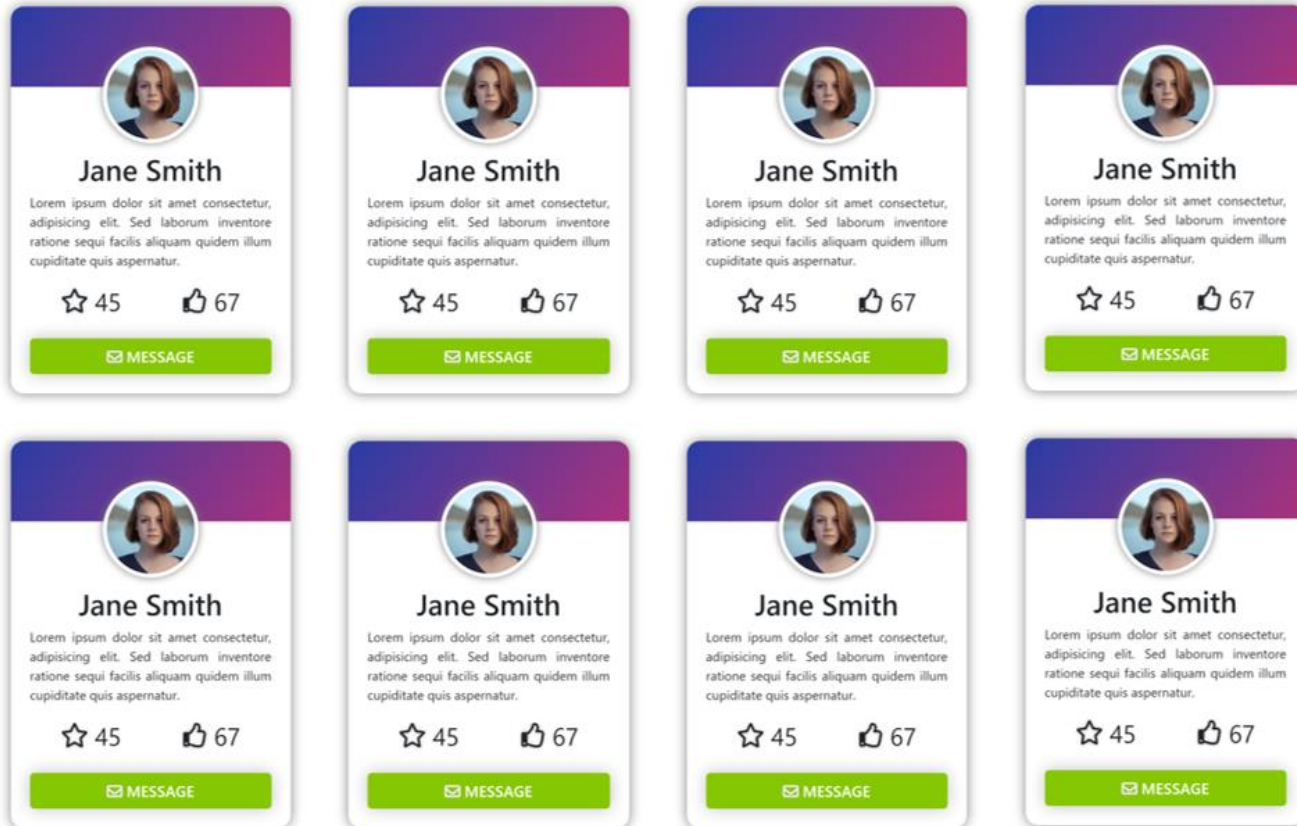 Jane Smith
Lorem ipsum dolor sit amet consectetur,
adipisicing elit. Sed laborum inventore
ratione sequi facilis aliquam quidem illum
cupiditate quis aspernatur.
45 67
MESSAGE
Jane Smith
Lorem ipsum dolor sit amet consectetur,
adipisicing elit. Sed laborum inventore
ratione sequi facilis aliquam quidem illum
cupiditate quis aspernatur.
45 67
MESSAGE
Jane Smith
Lorem ipsum dolor sit amet consectetur,
adipisicing elit. Sed laborum inventore
ratione sequi facilis aliquam quidem illum
cupiditate quis aspernatur.
45 67
MESSAGE
Jane Smith
Lorem ipsum dolor sit amet consectetur,
adipisicing elit. Sed laborum inventore
ratione sequi facilis aliquam quidem illum
cupiditate quis aspernatur.
45 67
MESSAGE
Jane Smith
Lorem ipsum dolor sit amet consectetur,
adipisicing elit. Sed laborum inventore
ratione sequi facilis aliquam quidem illum
cupiditate quis aspernatur.
45 67
MESSAGE
Jane Smith
Lorem ipsum dolor sit amet consectetur,
adipisicing elit. Sed laborum inventore
ratione sequi facilis aliquam quidem illum
cupiditate quis aspernatur.
45 67
MESSAGE
Jane Smith
Lorem ipsum dolor sit amet consectetur,
adipisicing elit. Sed laborum inventore
ratione sequi facilis aliquam quidem illum
cupiditate quis aspernatur.
45 67
MESSAGE
Jane Smith
Lorem ipsum dolor sit amet consectetur,
adipisicing elit. Sed laborum inventore
ratione sequi facilis aliquam quidem illum
cupiditate quis aspernatur.
45 67
MESSAGE